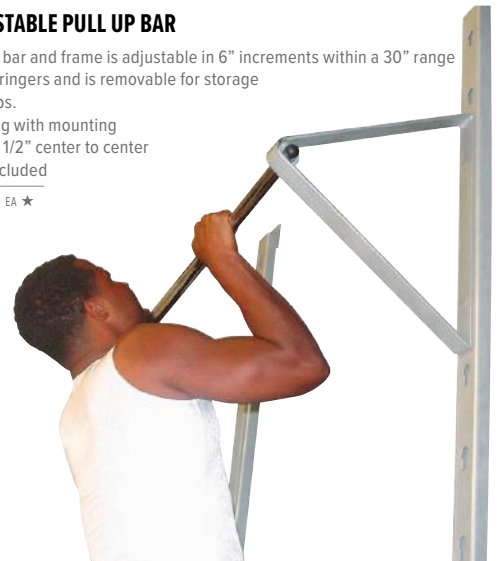 STABLE PULL UP BAR
bar and frame is adjustable in 6” increments within a 30” range
ringers and is removable for storage
os.
g with mounting
1/2” center to center
cluded
EA ★